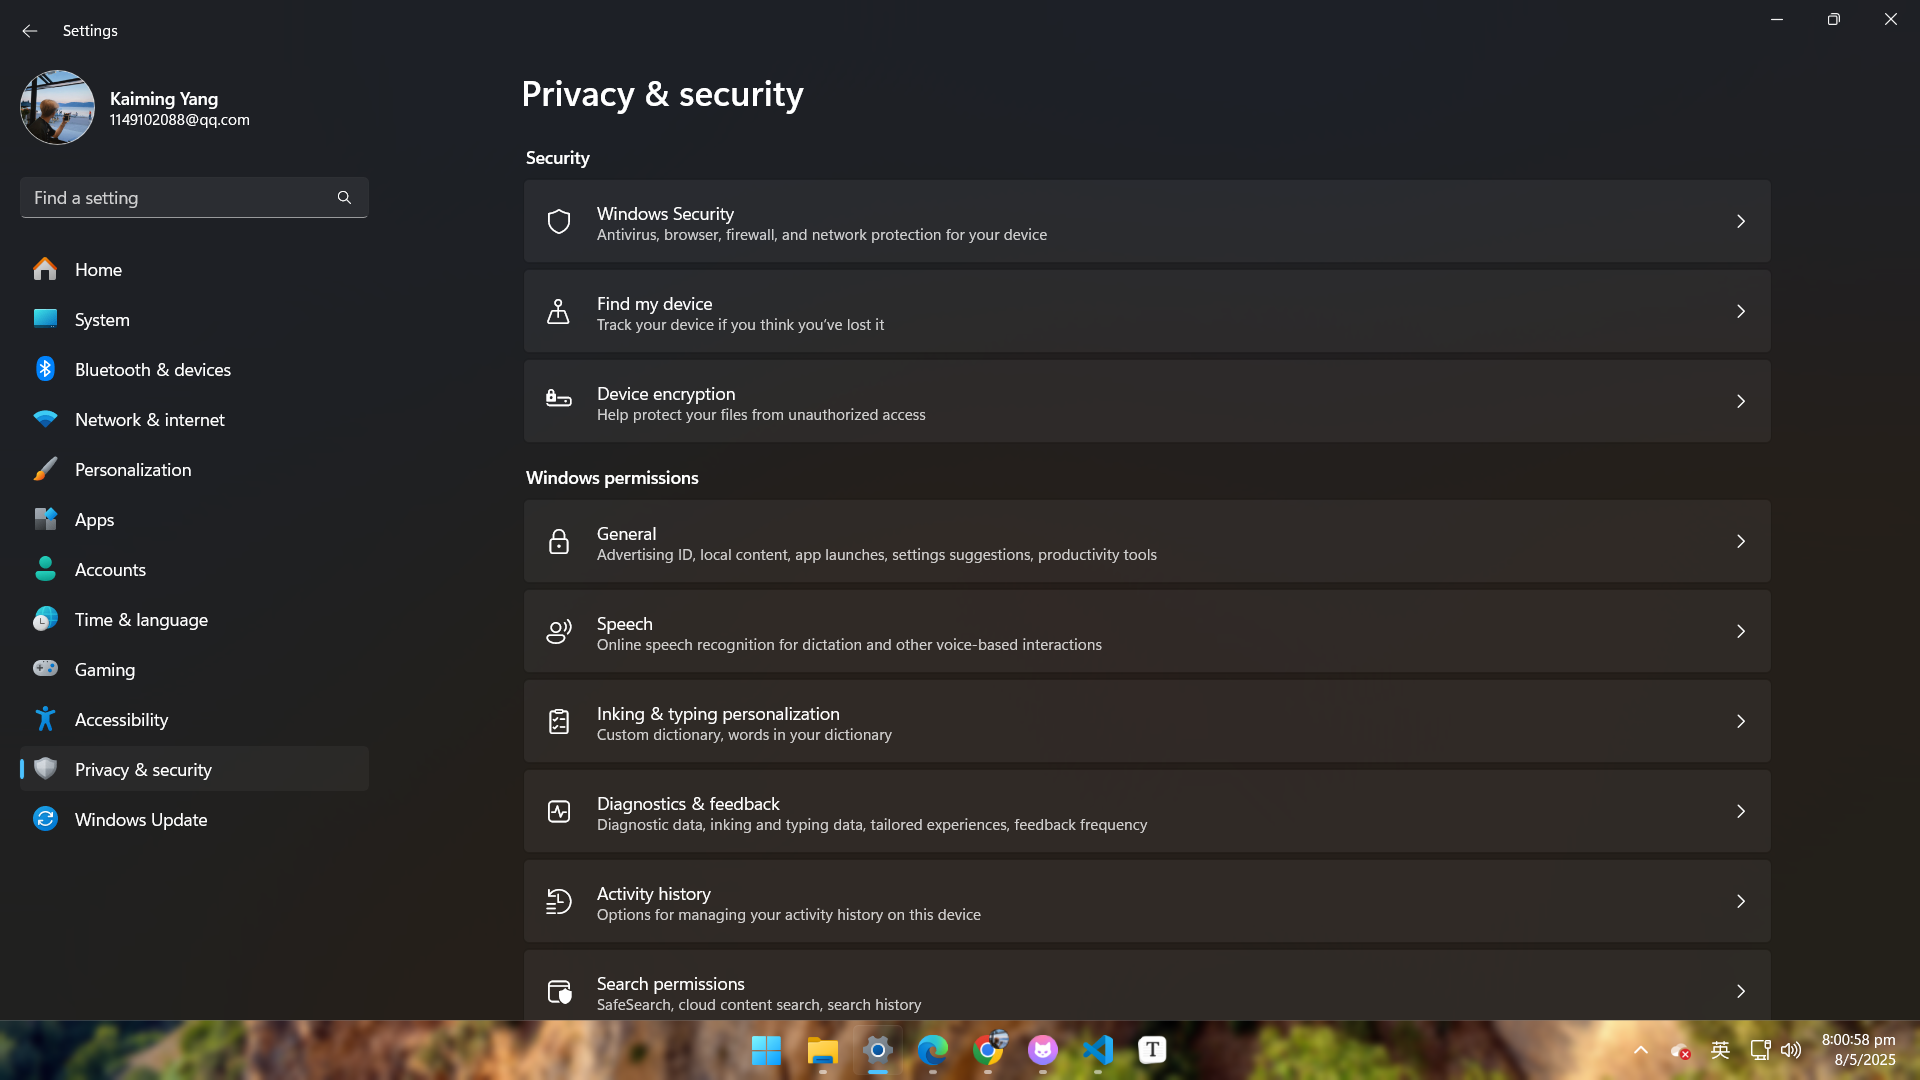 Settings
Kaiming Yang
1149102088@qq.com
Find a setting
Home
System
Bluetooth & devices
Network & internet
Personalization
Apps
Accounts
Time & language
Gaming
Accessibility
Privacy & security
Windows Update
Privacy & security
Security
Windows Security
Antivirus, browser, firewall, and network protection for your device
Find my device
Track your device if you think you’ve lost it
Device encryption
Help protect your files from unauthorized access
Windows permissions
General
Advertising ID, local content, app launches, settings suggestions, productivity tools
Speech
Online speech recognition for dictation and other voice-based interactions
Inking & typing personalization
Custom dictionary, words in your dictionary
Diagnostics & feedback
Diagnostic data, inking and typing data, tailored experiences, feedback frequency
Activity history
Options for managing your activity history on this device
Search permissions
SafeSearch, cloud content search, search history
T
英
8:00:58 pm
8/5/2025